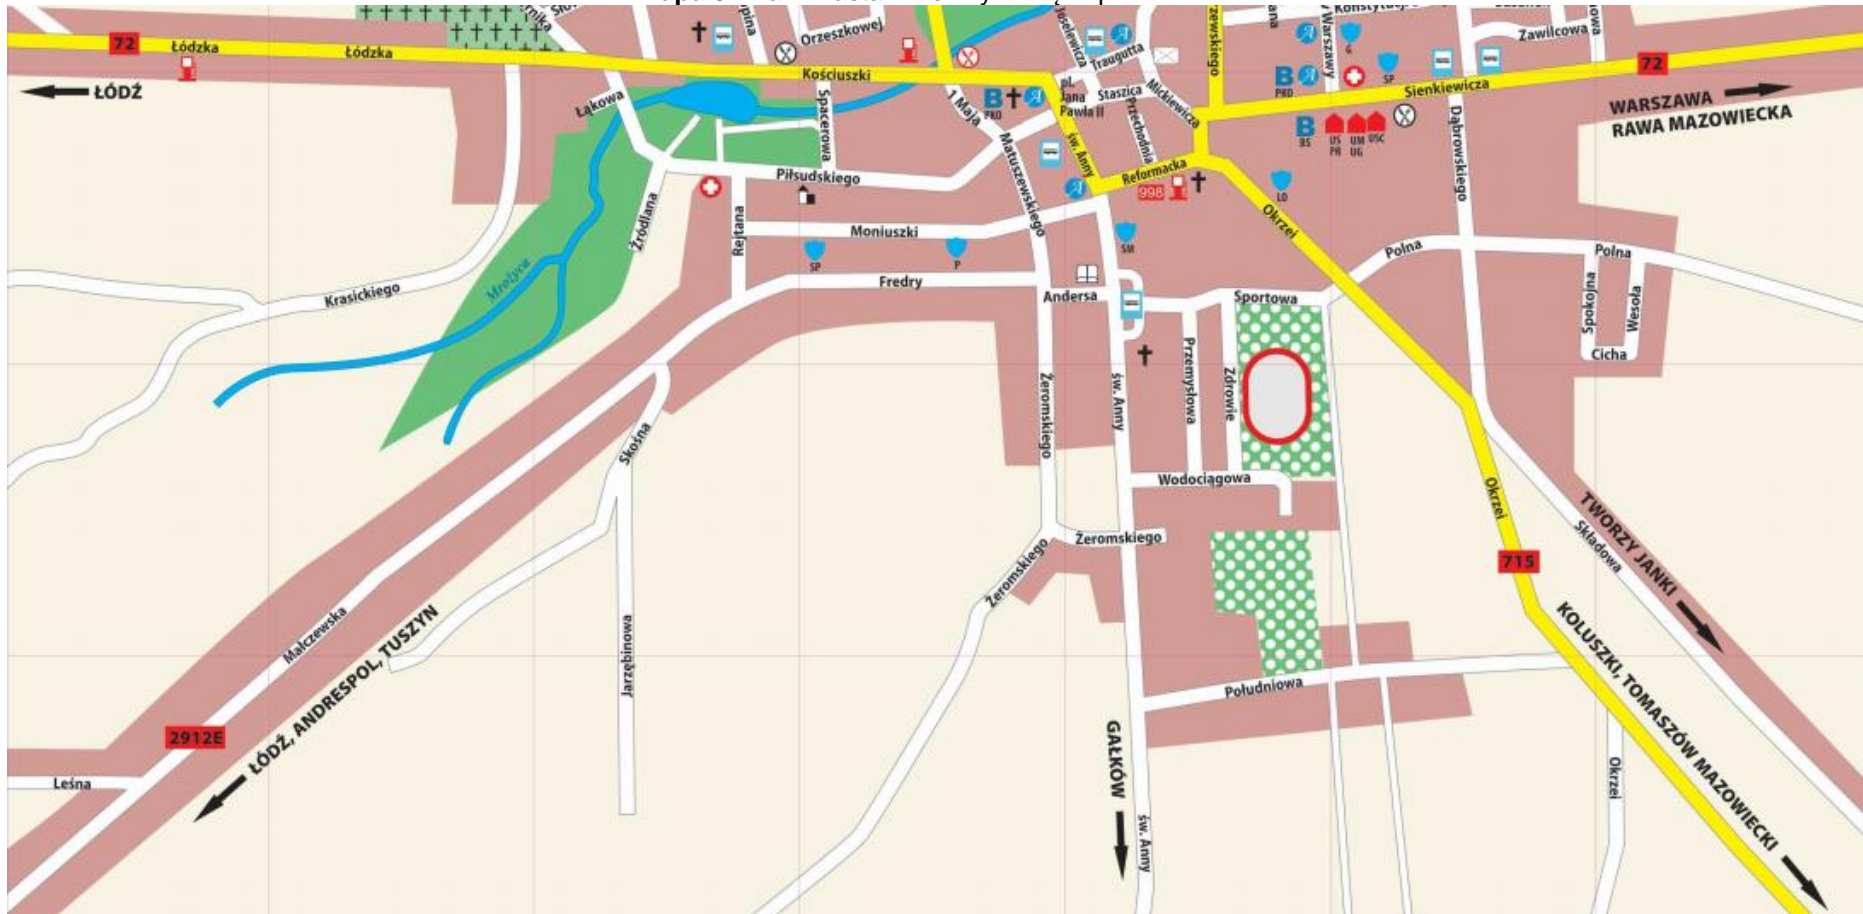 Orzeszkowej
Zawilcowa
72
Łódzka
Łódzka
Kościuszki
Traugutta
G
SP
72
ŁÓDŹ
Łąkowa
Spacerowa
1 Maja
B
PKO
pl.
Jana
Pawła II
Staszica
Mickiewicza
Przechodnia
B
PKO
Sienkiewicza
WARSZAWA
RAWA MAZOWIECKA
B
BS
US
PR
UM
UG
USC
Dąbrowskiego
Matuszewskiego
św. Anny
Reformacka
998
LO
Piłsudskiego
Źródlana
Rejtana
Moniuszki
SP
P
SM
Okrzei
Polna
Polna
Mrożyca
Krasickiego
Fredry
Andersa
Sportowa
Spokojna
Wesoła
Cicha
Przemysłowa
Zdrowie
Żeromskiego
św. Anny
Skośna
Wodociągowa
Okrzei
Żeromskiego
Żeromskiego
715
TWORZY JANKI
Składowa
Malczewska
Jarzębinowa
ŁÓDŹ, ANDRESPOL, TUSZYN
KOLUSZKI, TOMASZÓW MAZOWIECKI
Południowa
2912E
Leśna
GAŁKÓW
św. Anny
Okrzei